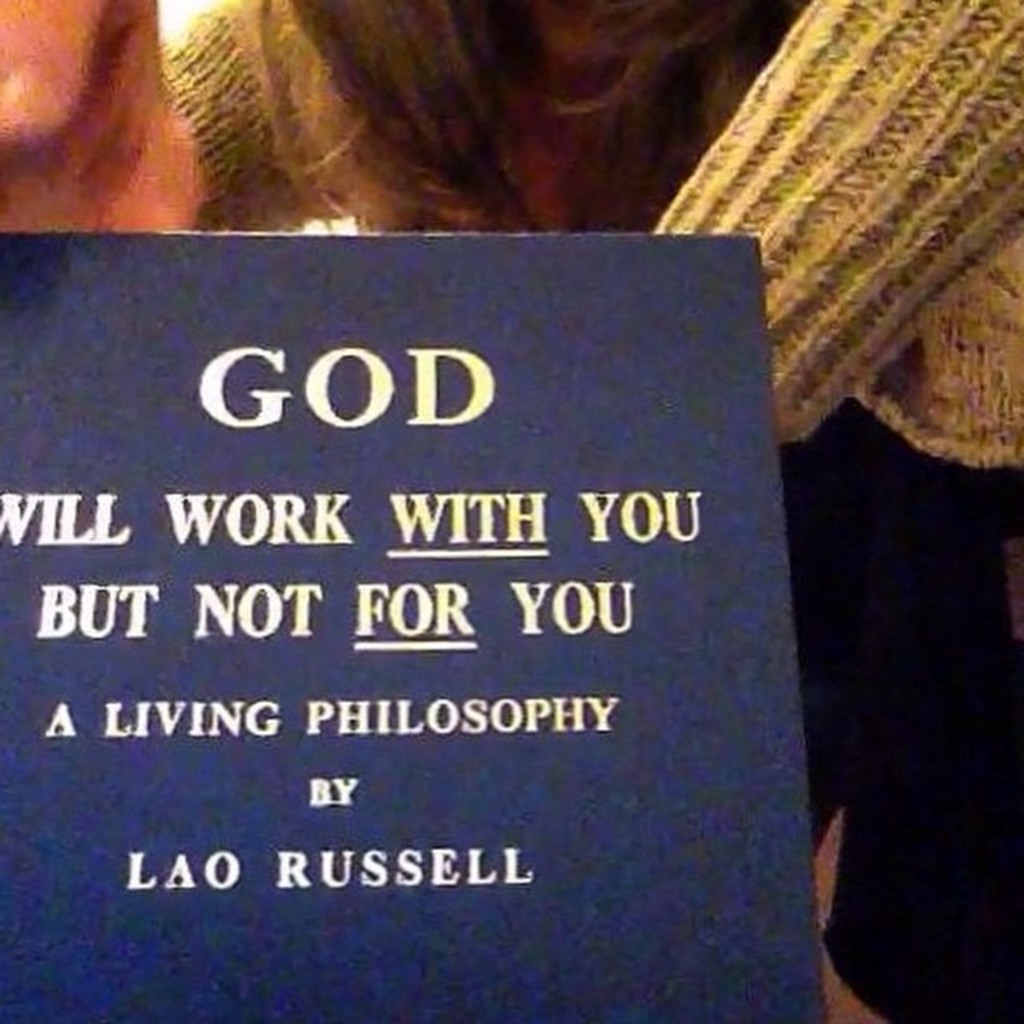 GOD
WILL WORK WITH YOU
BUT NOT FOR YOU
A LIVING PHILOSOPHY
BY
LAO RUSSELL